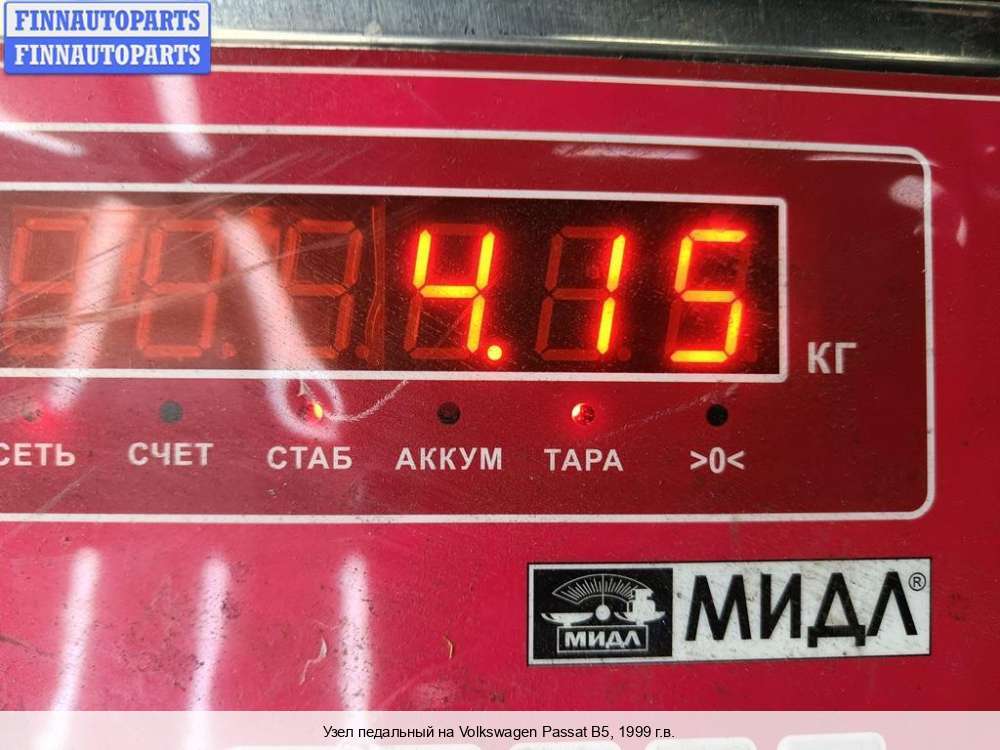 FINNAUTOPARTS
FINNAUTOPARTS
4.15
КГ
СЕТЬ СЧЕТ СТАБ АККУМ ТАРА >0<
МИДЛ
МИДЛ®
Узел педальный на Volkswagen Passat B5, 1999 г.в.